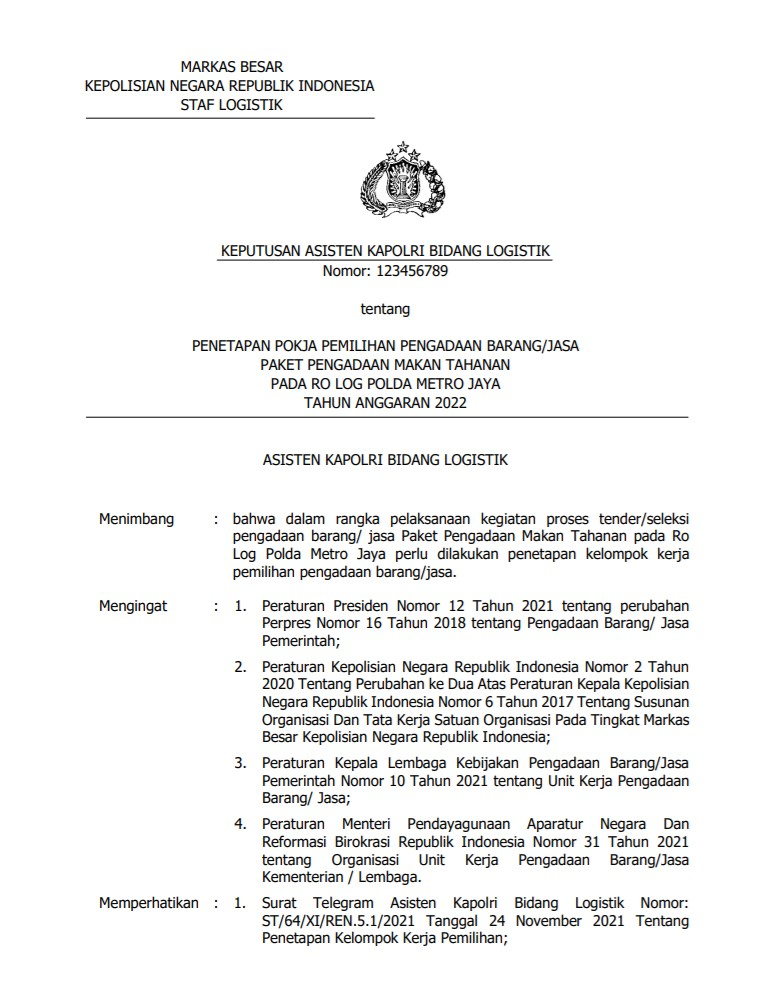 MARKAS BESAR
KEPOLISIAN NEGARA REPUBLIK INDONESIA
STAF LOGISTIK
KEPUTUSAN ASISTEN KAPOLRI BIDANG LOGISTIK
Nomor: 123456789
tentang
PENETAPAN POKJA PEMILIHAN PENGADAAN BARANG/JASA
PAKET PENGADAAN MAKAN TAHANAN
PADA RO LOG POLDA METRO JAYA
TAHUN ANGGARAN 2022
ASISTEN KAPOLRI BIDANG LOGISTIK
Menimbang : bahwa dalam rangka pelaksanaan kegiatan proses tender/seleksi
pengadaan barang/ jasa Paket Pengadaan Makan Tahanan pada Ro
Log Polda Metro Jaya perlu dilakukan penetapan kelompok kerja
pemilihan pengadaan barang/jasa.
Mengingat : 1. Peraturan Presiden Nomor 12 Tahun 2021 tentang perubahan
Perpres Nomor 16 Tahun 2018 tentang Pengadaan Barang/ Jasa
Pemerintah;
2. Peraturan Kepolisian Negara Republik Indonesia Nomor 2 Tahun
2020 Tentang Perubahan ke Dua Atas Peraturan Kepala Kepolisian
Negara Republik Indonesia Nomor 6 Tahun 2017 Tentang Susunan
Organisasi Dan Tata Kerja Satuan Organisasi Pada Tingkat Markas
Besar Kepolisian Negara Republik Indonesia;
3. Peraturan Kepala Lembaga Kebijakan Pengadaan Barang/Jasa
Pemerintah Nomor 10 Tahun 2021 tentang Unit Kerja Pengadaan
Barang/ Jasa;
4. Peraturan Menteri Pendayagunaan Aparatur Negara Dan
Reformasi Birokrasi Republik Indonesia Nomor 31 Tahun 2021
tentang Organisasi Unit Kerja Pengadaan Barang/Jasa
Kementerian / Lembaga.
Memperhatikan : 1. Surat Telegram Asisten Kapolri Bidang Logistik Nomor:
ST/64/XI/REN.5.1/2021 Tanggal 24 November 2021 Tentang
Penetapan Kelompok Kerja Pemilihan;